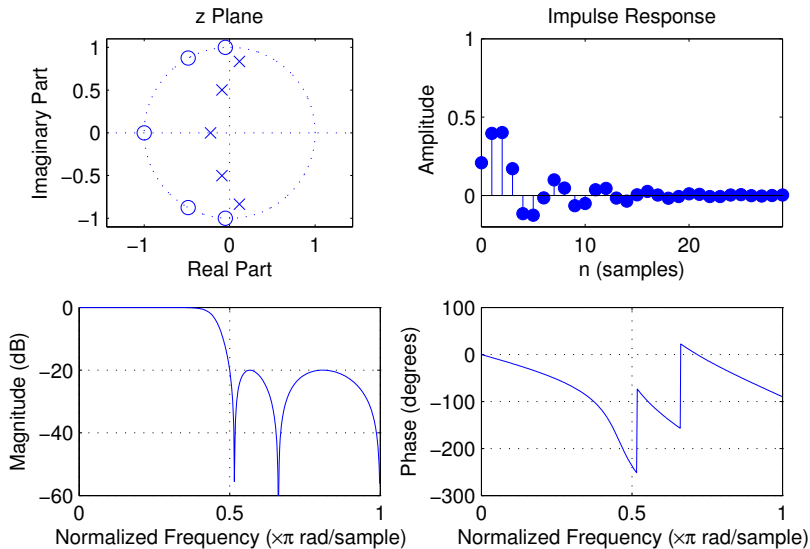 z Plane
1
0.5
0
−0.5
−1
−1
0
1
Imaginary Part
Real Part
Impulse Response
1
0.5
0
0
10
20
Amplitude
n (samples)
0
−20
−40
−60
0
0.5
1
Magnitude (dB)
Normalized Frequency (×π rad/sample)
100
0
−100
−200
−300
0
0.5
1
Phase (degrees)
Normalized Frequency (×π rad/sample)